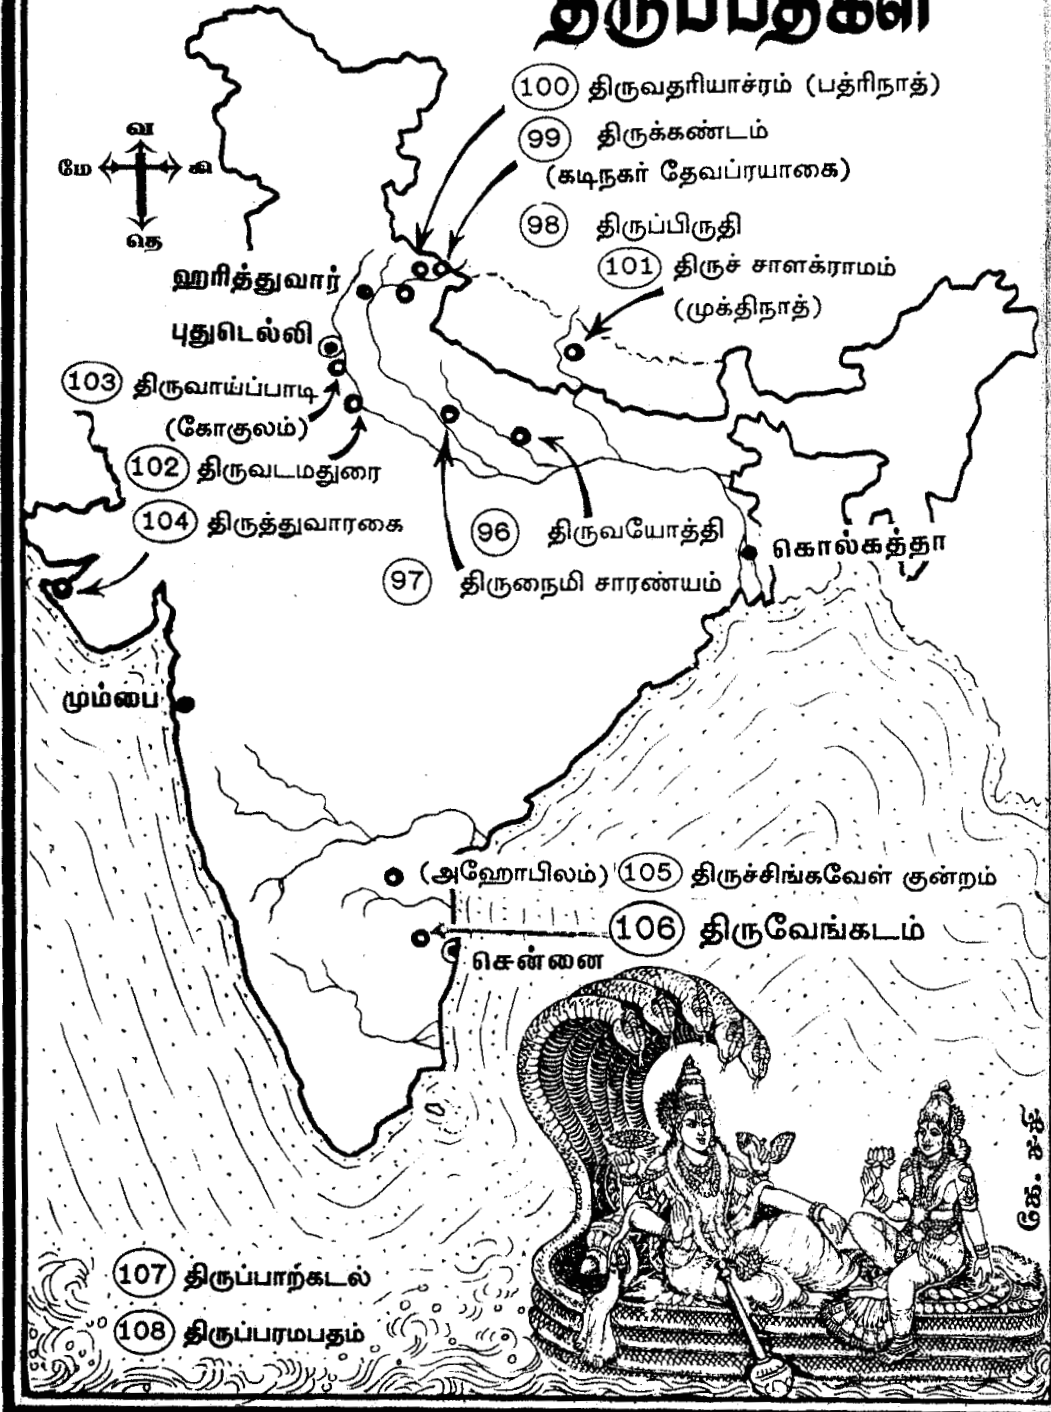 திருப்பதிகள்
100 திருவதரியாச்ரம் (பத்ரிநாத்)
99 திருக்கண்டம்
(கடிநகர் தேவப்ரயாகை)
வ
மே
கி
தெ
98 திருப்பிருதி
101 திருச் சாளக்ராமம்
(முக்திநாத்)
ஹரித்துவார்
புதுடெல்லி
103 திருவாய்ப்பாடி
(கோகுலம்)
102 திருவடமதுரை
104 திருத்துவாரகை
96 திருவயோத்தி
97 திருநைமி சாரண்யம்
கொல்கத்தா
மும்பை
(அஹோபிலம்) 105 திருச்சிங்கவேள் குன்றம்
106 திருவேங்கடம்
சென்னை
கே. சசி
107 திருப்பாற்கடல்
108 திருப்பரமபதம்